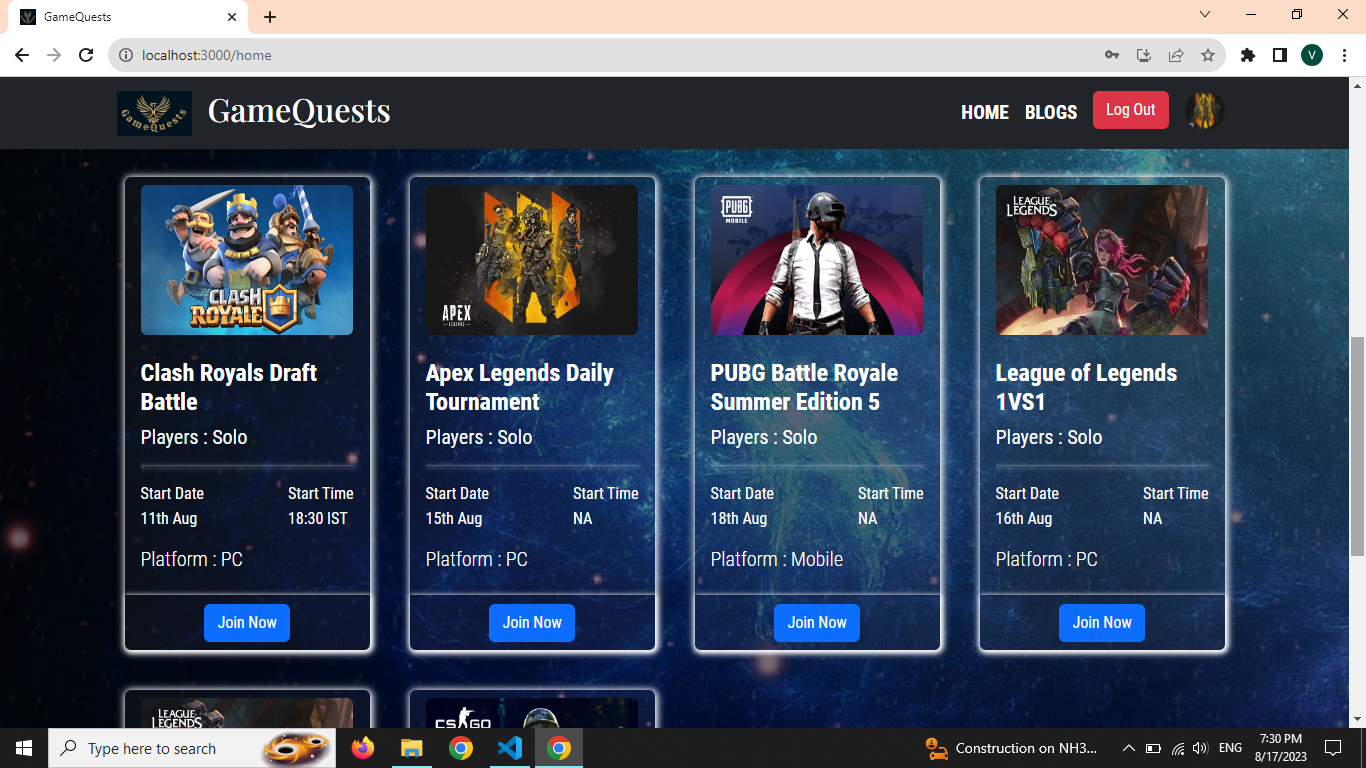 GameQuests
localhost:3000/home
V
GameQuests
GameQuests
HOME
BLOGS
Log Out
CLASH
ROYALE
APEX
LEGENDS
PUBG
MOBILE
LEAGUE OF
LEGENDS
Clash Royals Draft
Battle
Players : Solo
Start Date
Start Time
11th Aug
18:30 IST
Platform : PC
Join Now
Apex Legends Daily
Tournament
Players : Solo
Start Date
Start Time
15th Aug
NA
Platform : PC
Join Now
PUBG Battle Royale
Summer Edition 5
Players : Solo
Start Date
Start Time
18th Aug
NA
Platform : Mobile
Join Now
League of Legends
1VS1
Players : Solo
Start Date
Start Time
16th Aug
NA
Platform : PC
Join Now
LEAGUE OF
LEGENDS
CS GO
Type here to search
Construction on NH3...
ENG
7:30 PM
8/17/2023